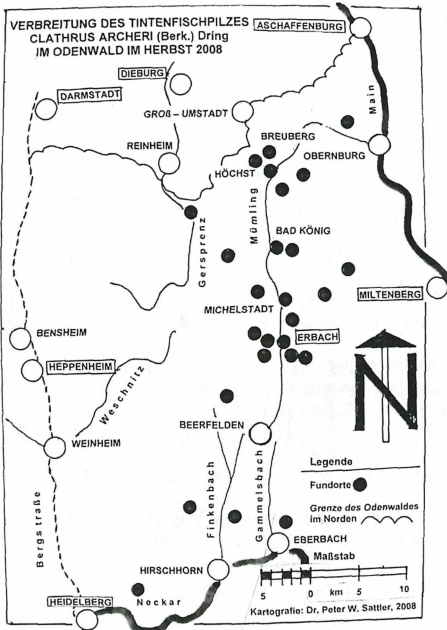 VERBREITUNG DES TINTENFISCHPILZES
CLATHRUS ARCHERI (Berk.) Dring
IM ODENWALD IM HERBST 2008
ASCHAFFENBURG
DIEBURG
DARMSTADT
GROß – UMSTADT
Main
BREUBERG
REINHEIM
OBERNBURG
HÖCHST
Mümling
Gersprenz
BAD KÖNIG
MILTENBERG
MICHELSTADT
BENSHEIM
ERBACH
HEPPENHEIM
Weschnitz
N
BEERFELDEN
WEINHEIM
Bergstraße
Finkenbach
Gammelsbach
Legende
Fundorte
Grenze des Odenwaldes
im Norden
EBERBACH
HIRSCHHORN
Maßstab
5 0 km 5 10
HEIDELBERG
Neckar
Kartografie: Dr. Peter W. Sattler, 2008